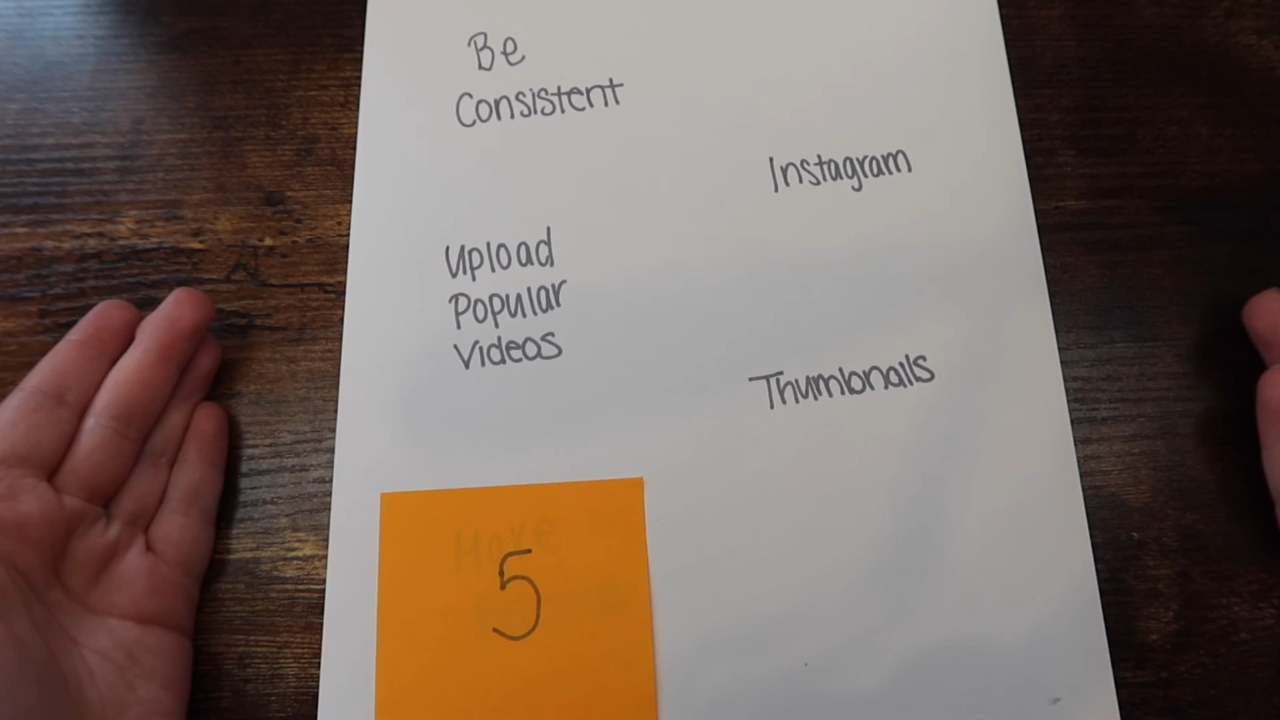 Be
Consistent
Instagram
Upload
Popular
Videos
Thumbnails
5